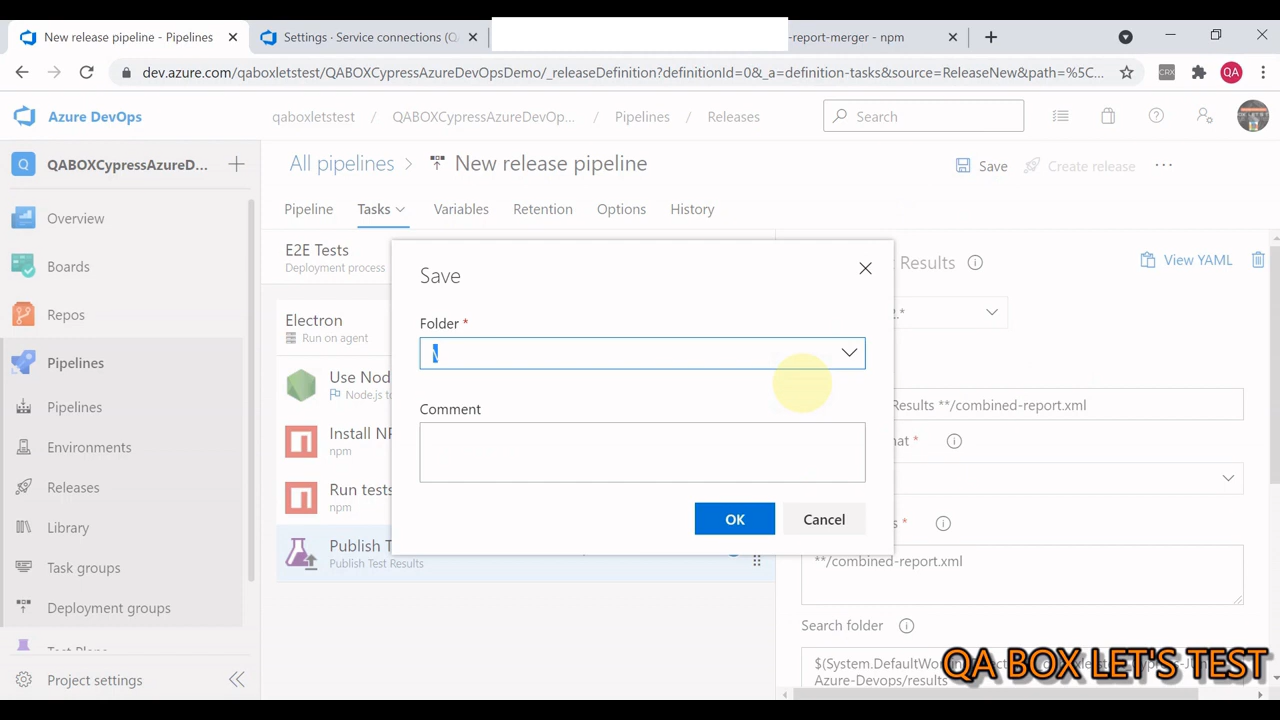 New release pipeline - Pipelines
Settings · Service connections (Q
-report-merger - npm
dev.azure.com/qaboxletstest/QABOXCypressAzureDevOpsDemo/_releaseDefinition?definitionId=0&_a=definition-tasks&source=ReleaseNew&path=%5C...
CRX
QA
Azure DevOps
qaboxletstest / QABOXCypressAzureDevOp... / Pipelines / Releases
Search
Q
QABOXCypressAzureD...
All pipelines > New release pipeline
Save
Create release
Overview
Boards
Repos
Pipelines
Pipelines
Environments
Releases
Library
Task groups
Deployment groups
Project settings
Pipeline
Tasks
Variables
Retention
Options
History
E2E Tests
Deployment process
Electron
Run on agent
Use Nod
Node.js to
Install NP
npm
Run tests
npm
Publish T
Publish Test Results
Save
Folder *
\
Comment
OK
Cancel
Results
View YAML
.*
Results **/combined-report.xml
at *
s *
**/combined-report.xml
Search folder
Azure-Devops/results
QA BOX LET'S TEST